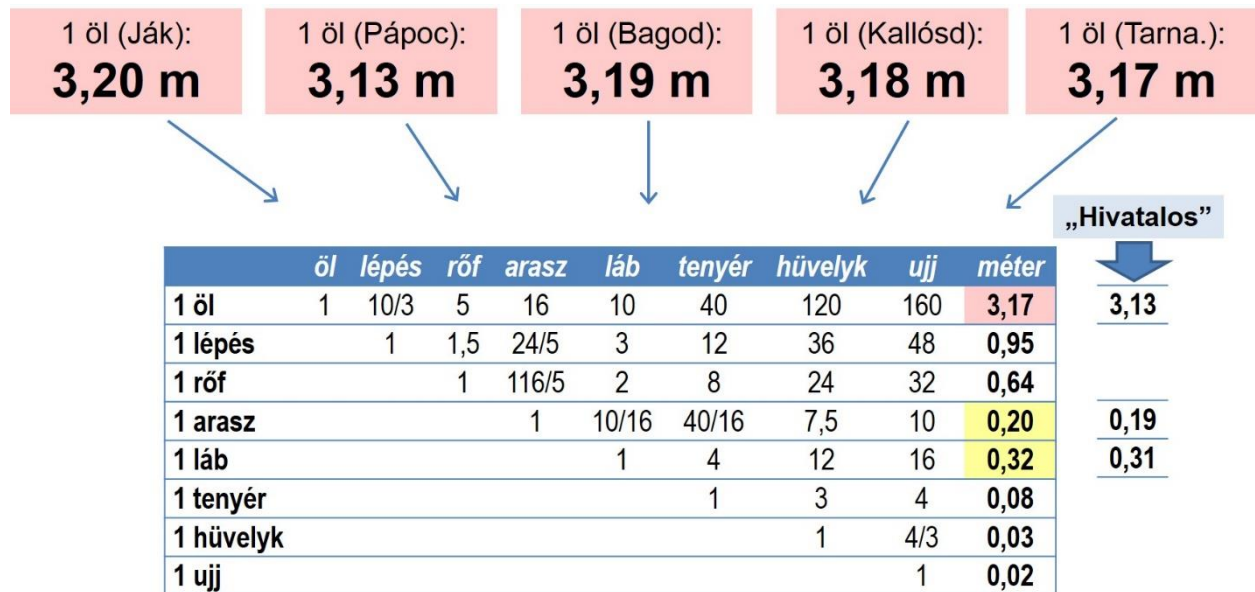 1 öl (Ják): 1 öl (Pápoc): 1 öl (Bagod): 1 öl (Kallósd): 1 öl (Tarna.):
3,20 m 3,13 m 3,19 m 3,18 m 3,17 m
„Hivatalos”
öl lépés rőf arasz láb tenyér hüvelyk ujj méter
1 öl 1 10/3 5 16 10 40 120 160 3,17 3,13
1 lépés 1 1,5 24/5 3 12 36 48 0,95
1 rőf 1 116/5 2 8 24 32 0,64
1 arasz 1 10/16 40/16 7,5 10 0,20 0,19
1 láb 1 4 12 16 0,32 0,31
1 tenyér 1 3 4 0,08
1 hüvelyk 1 4/3 0,03
1 ujj 1 0,02